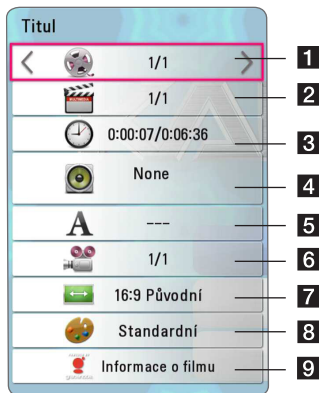 Titul
1/1 1
1/1 2
0:00:07/0:06:36 3
None 4
A --- 5
1/1 6
16:9 Původní 7
Standardní 8
Informace o filmu 9